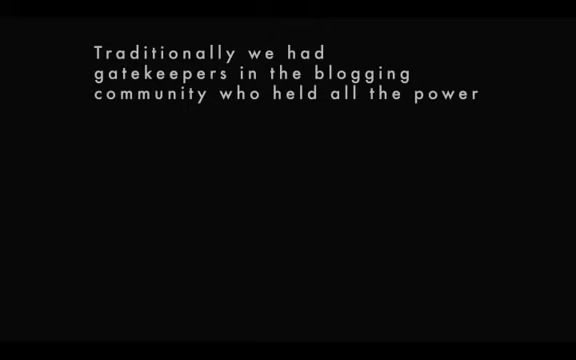 Traditionally we had
gatekeepers in the blogging
community who held all the power